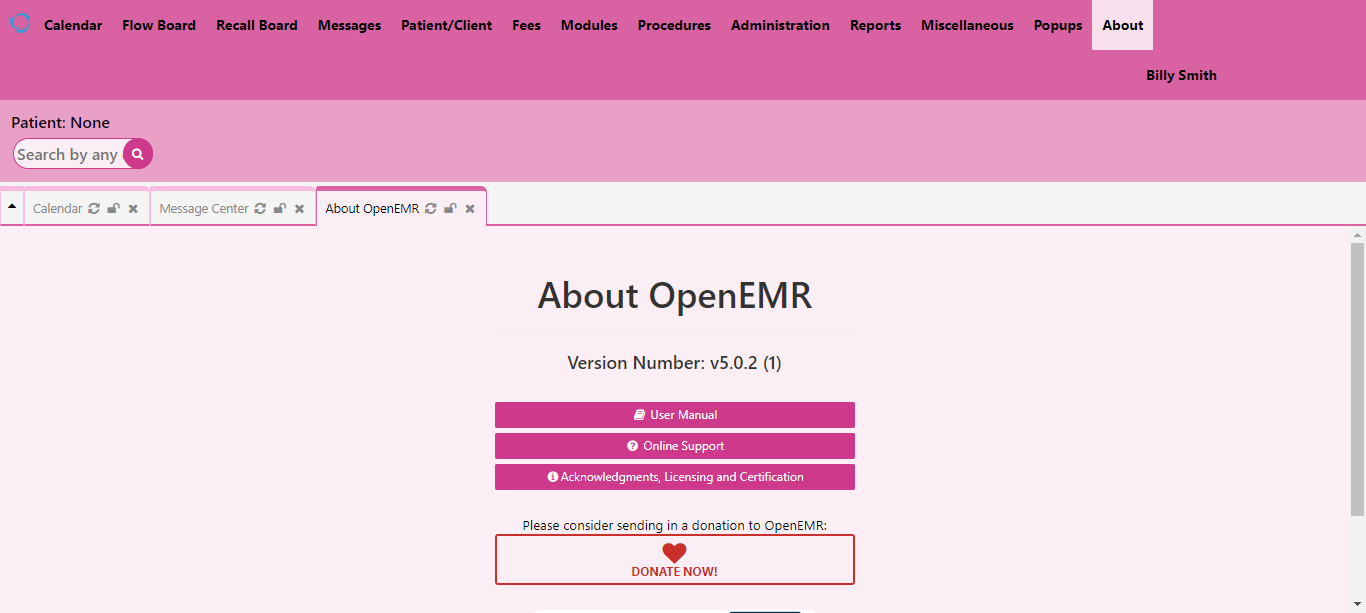 Calendar Flow Board Recall Board Messages Patient/Client Fees Modules Procedures Administration Reports Miscellaneous Popups About
Billy Smith
Patient: None
Search by any
Calendar Message Center About OpenEMR
About OpenEMR
Version Number: v5.0.2 (1)
User Manual
Online Support
Acknowledgments, Licensing and Certification
Please consider sending in a donation to OpenEMR:
DONATE NOW!